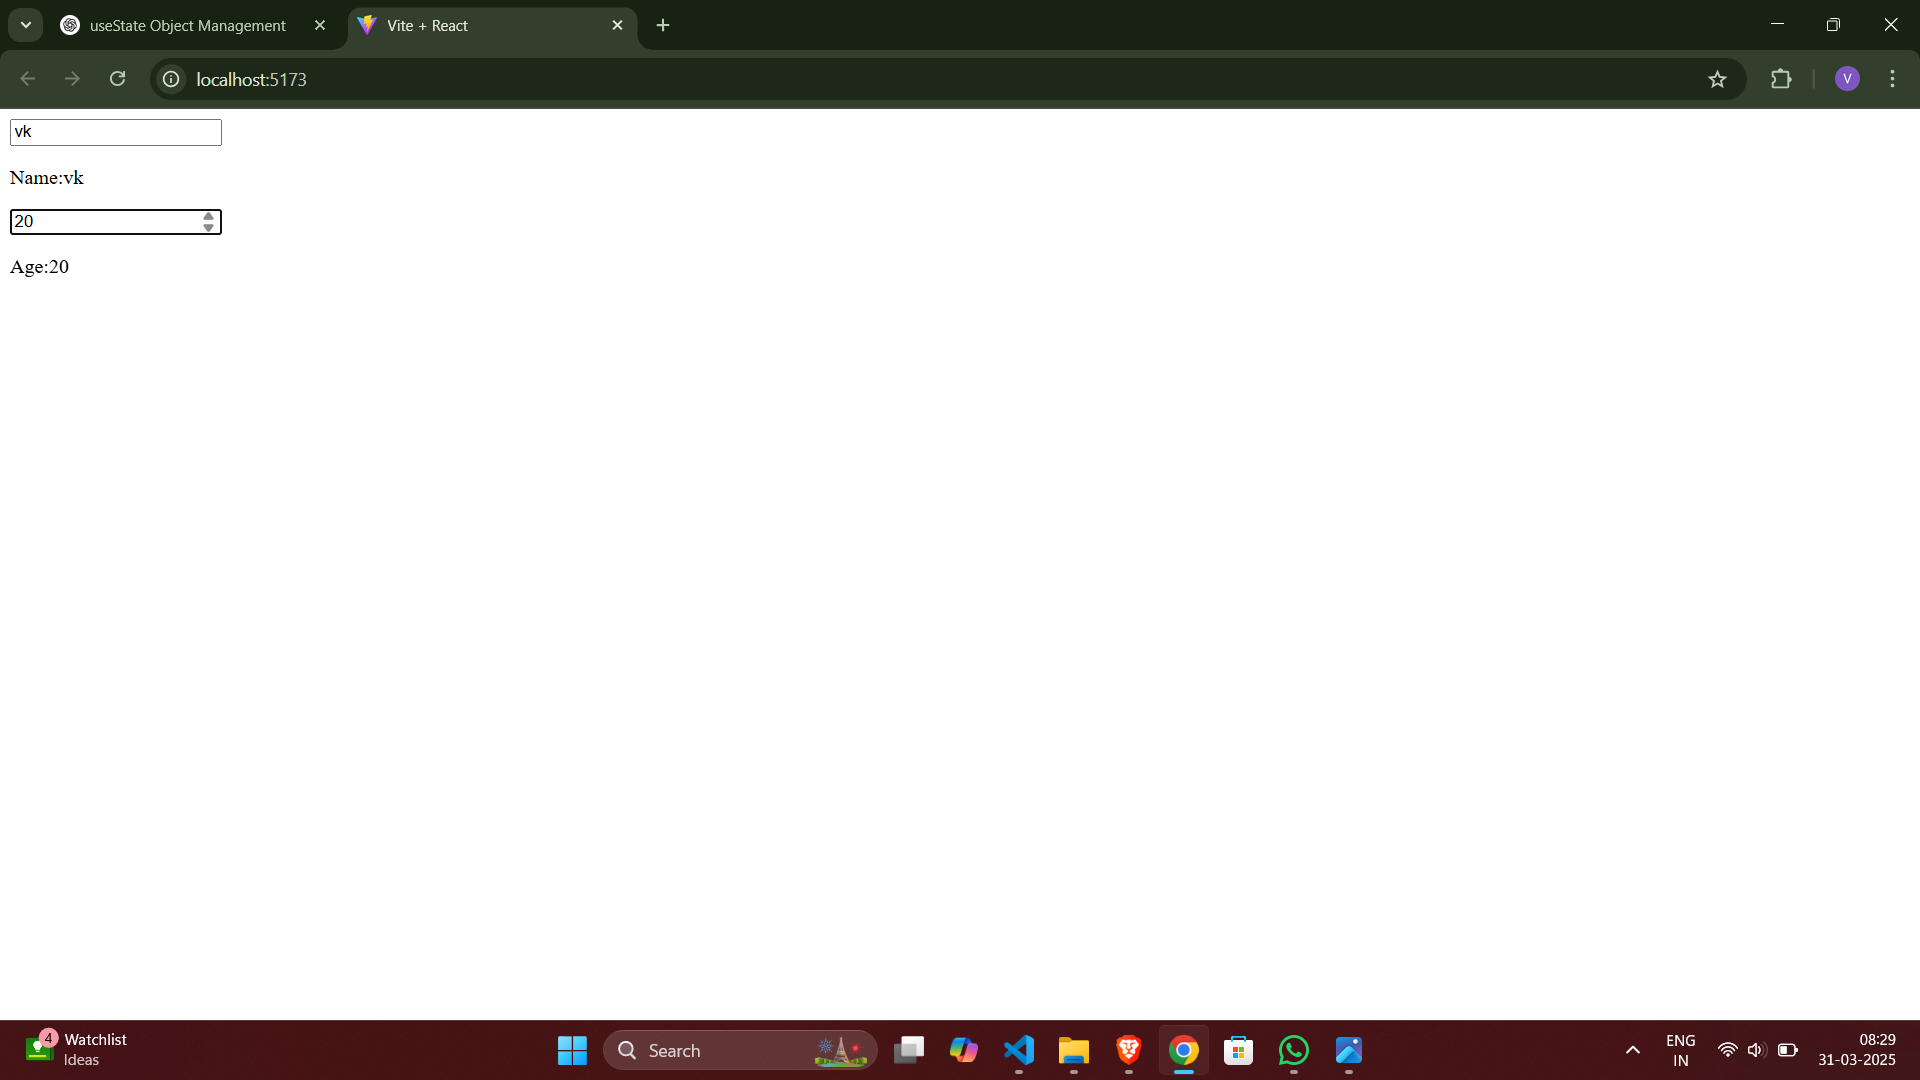 useState Object Management
Vite + React
localhost:5173
V
vk
Name:vk
20
Age:20
4
Watchlist
Ideas
Search
ENG
IN
08:29
31-03-2025